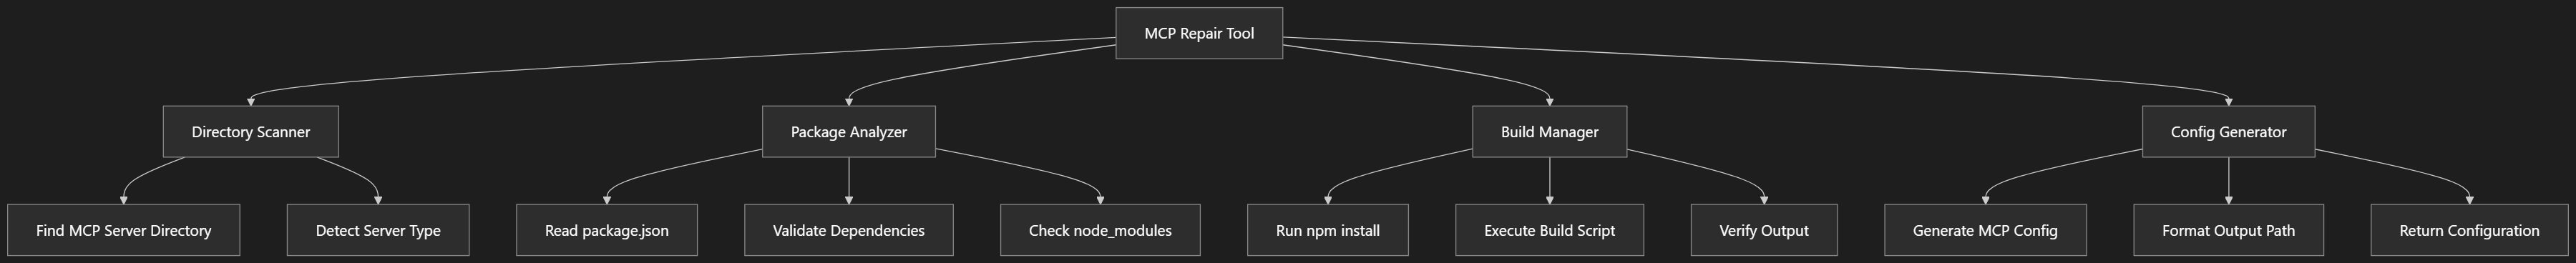 MCP Repair Tool
Directory Scanner
Package Analyzer
Build Manager
Config Generator
Find MCP Server Directory
Detect Server Type
Read package.json
Validate Dependencies
Check node_modules
Run npm install
Execute Build Script
Verify Output
Generate MCP Config
Format Output Path
Return Configuration